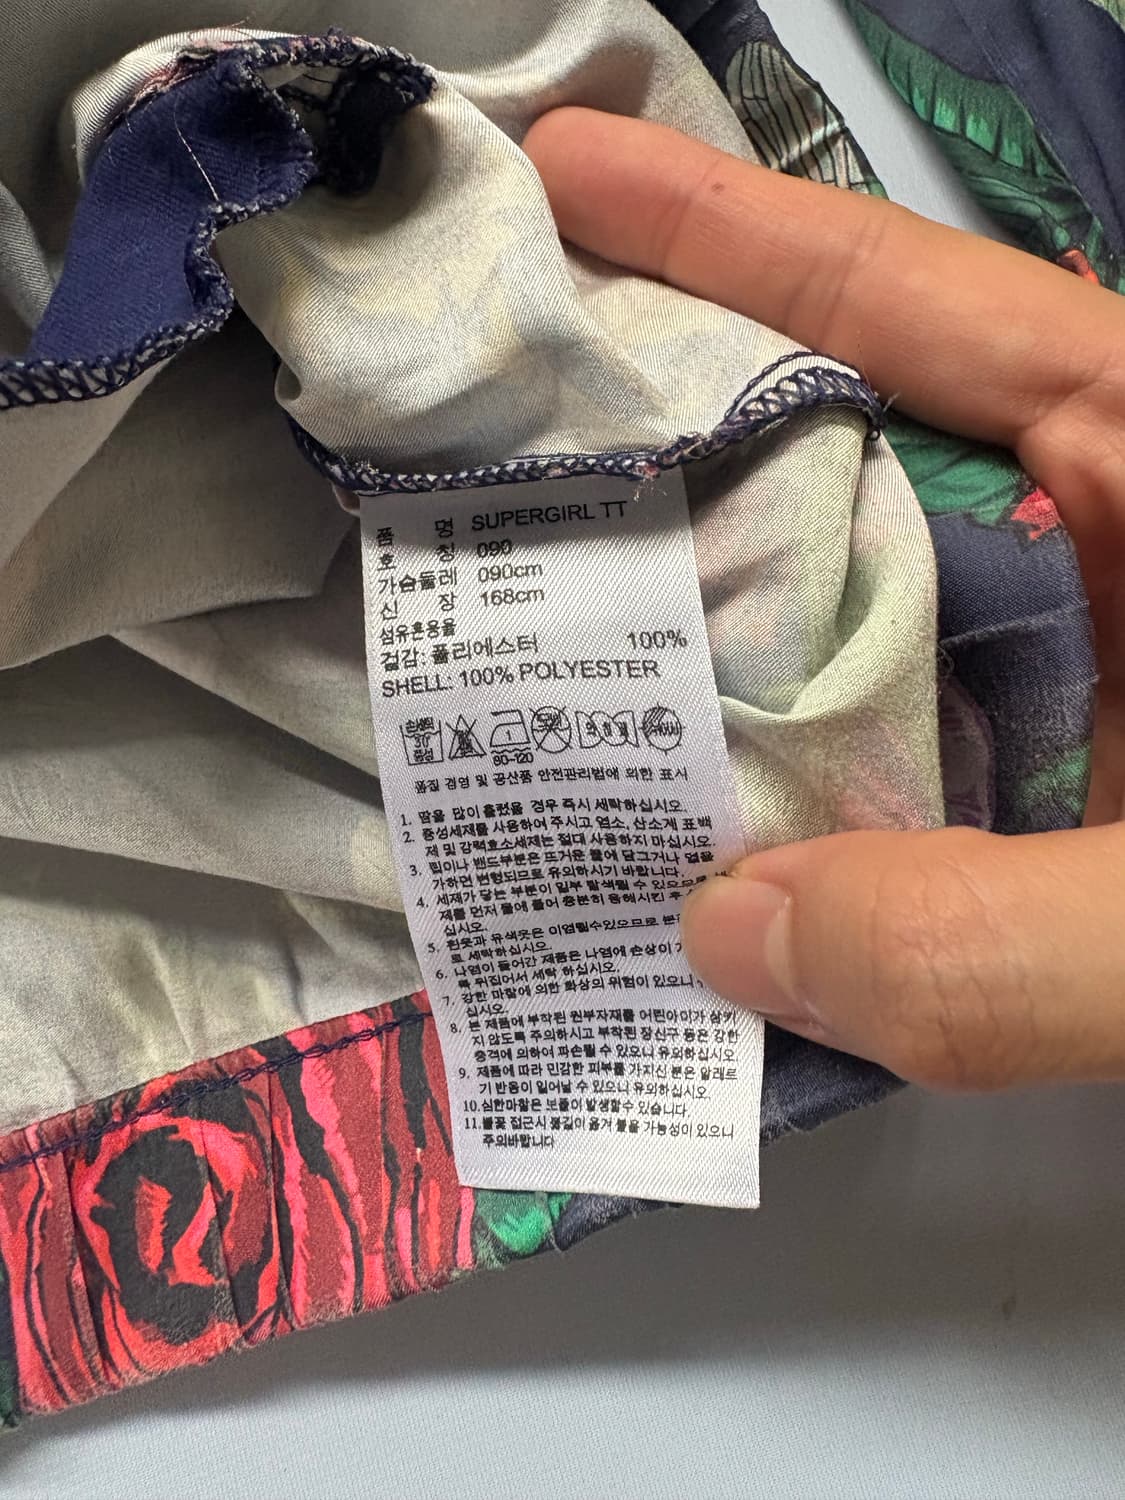 품 명 SUPERGIRL TT
호 칭 090
가슴둘레 090cm
신 장 168cm
섬유혼용율
겉감: 폴리에스터 100%
SHELL: 100% POLYESTER
손세탁
30°
중성
80-120
품질 경영 및 공산품 안전관리법에 의한 표시
1. 땀을 많이 흘렸을 경우 즉시 세탁하십시오.
2. 중성세제를 사용하여 주시고 염소, 산소계 표백
제 및 강력효소세제는 절대 사용하지 마십시오.
3. 립이나 밴드부분은 뜨거운 물에 담그거나 열을
가하면 변형되므로 유의하시기 바랍니다.
4. 세제가 닿는 부분이 일부 탈색될 수 있으므로
제를 먼저 물에 풀어 충분히 용해시킨 후
십시오.
5. 흰옷과 유색옷은 이염될수있으므로
로 세탁하십시오.
6. 나염이 들어간 제품은 나염에 손상이
록 뒤집어서 세탁 하십시오.
7. 강한 마찰에 의한 화상의 위험이 있으니
십시오.
8. 본 제품에 부착된 원부자재를 어린아이가 삼키
지 않도록 주의하시고 부착된 장신구 등은 강한
충격에 의하여 파손될 수 있으니 유의하십시오
9. 제품에 따라 민감한 피부를 가지신 분은 알레르
기 반응이 일어날 수 있으니 유의하십시오
10.심한마찰은 보풀이 발생할수 있습니다.
11.불꽃 접근시 불길이 옮겨 붙을 가능성이 있으니
주의바랍니다